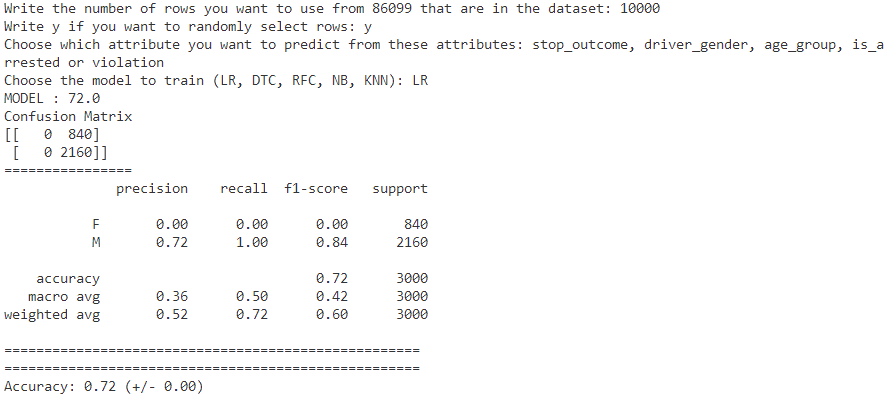 Write the number of rows you want to use from 86099 that are in the dataset: 10000
Write y if you want to randomly select rows: y
Choose which attribute you want to predict from these attributes: stop_outcome, driver_gender, age_group, is_a
rrested or violation
Choose the model to train (LR, DTC, RFC, NB, KNN): LR
MODEL : 72.0
Confusion Matrix
[[   0  840]
 [   0 2160]]
================
              precision    recall  f1-score   support

           F       0.00      0.00      0.00       840
           M       0.72      1.00      0.84      2160

    accuracy                           0.72      3000
   macro avg       0.36      0.50      0.42      3000
weighted avg       0.52      0.72      0.60      3000

====================================================
====================================================
Accuracy: 0.72 (+/- 0.00)